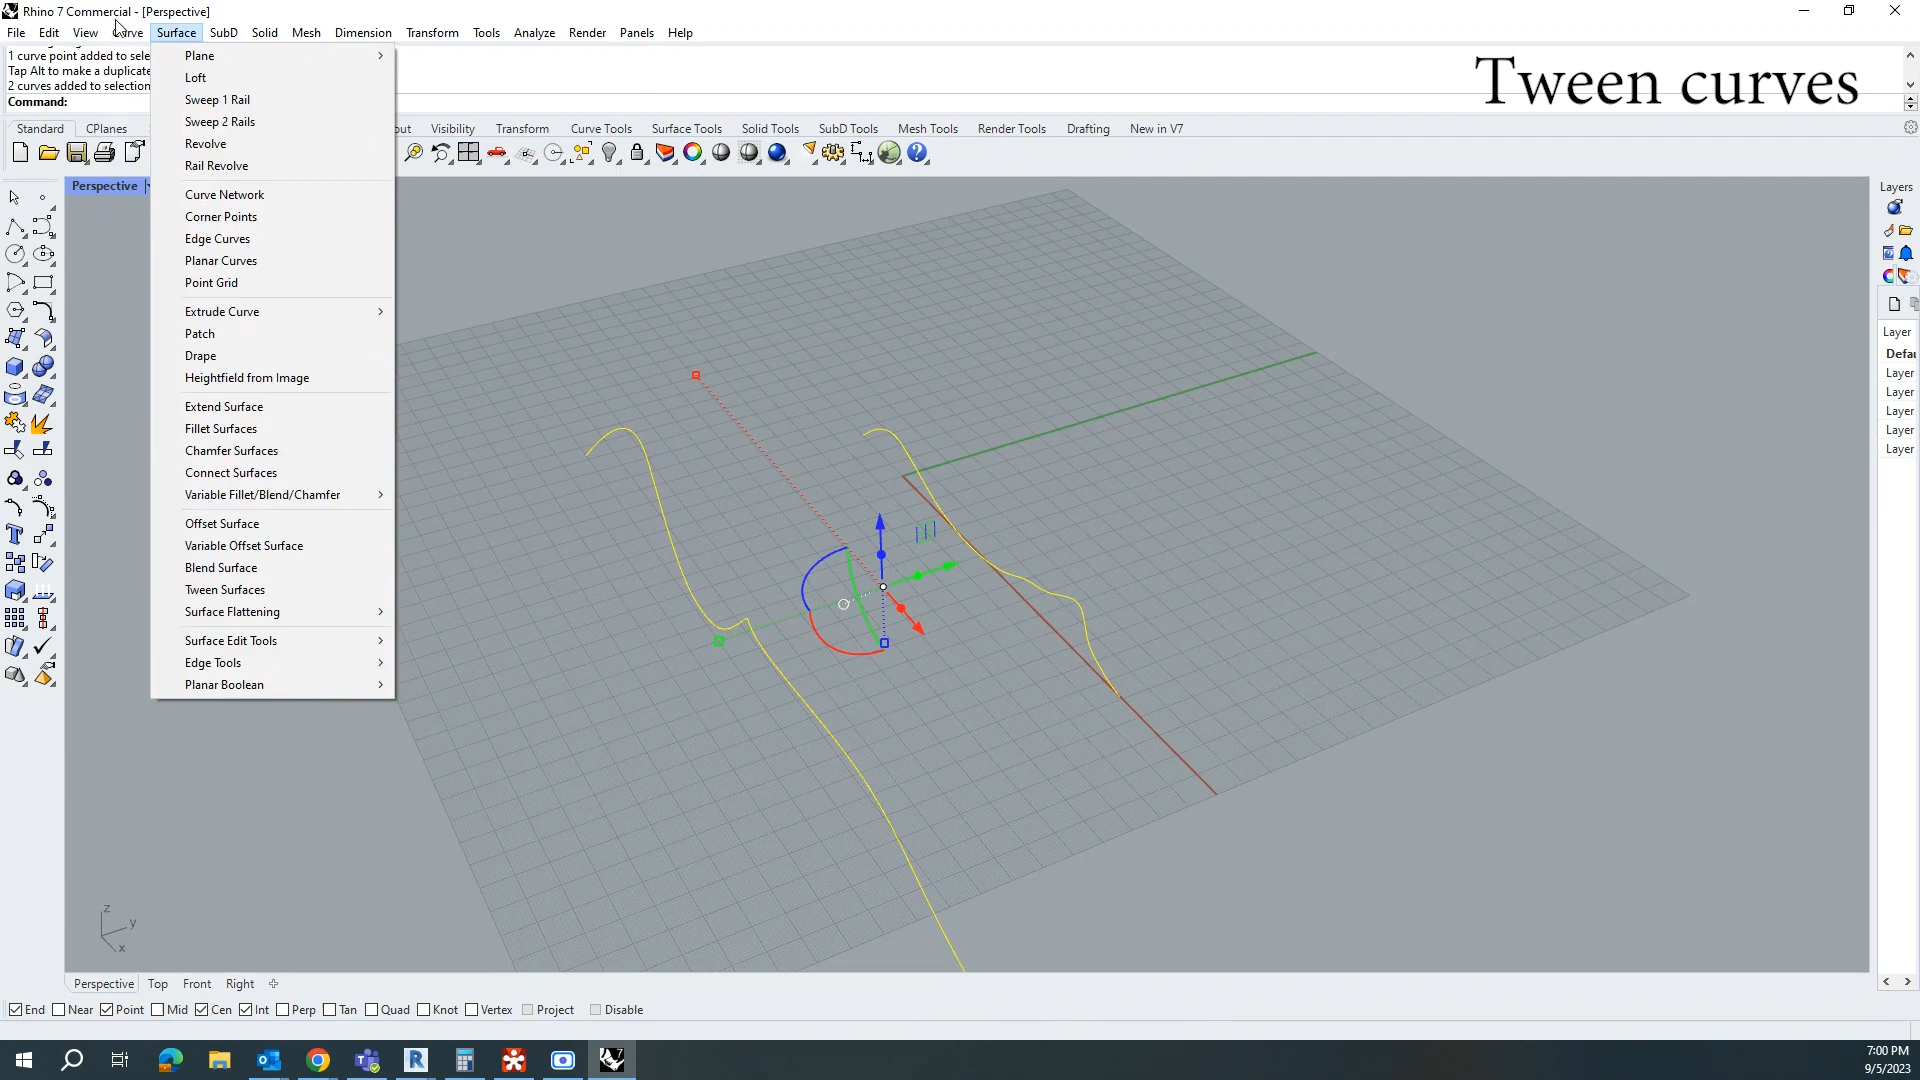 Rhino 7 Commercial - [Perspective]
File Edit View Curve Surface SubD Solid Mesh Dimension Transform Tools Analyze Render Panels Help
1 curve point added to sele
Tap Alt to make a duplicate
2 curves added to selection
Command:
Tween curves
Standard CPlanes out Visibility Transform Curve Tools Surface Tools Solid Tools SubD Tools Mesh Tools Render Tools Drafting New in V7
Perspective
Plane
Loft
Sweep 1 Rail
Sweep 2 Rails
Revolve
Rail Revolve
Curve Network
Corner Points
Edge Curves
Planar Curves
Point Grid
Extrude Curve
Patch
Drape
Heightfield from Image
Extend Surface
Fillet Surfaces
Chamfer Surfaces
Connect Surfaces
Variable Fillet/Blend/Chamfer
Offset Surface
Variable Offset Surface
Blend Surface
Tween Surfaces
Surface Flattening
Surface Edit Tools
Edge Tools
Planar Boolean
Layers
Layer
Defau
Layer
Layer
Layer
Layer
Layer
z
y
x
Perspective Top Front Right
End Near Point Mid Cen Int Perp Tan Quad Knot Vertex Project Disable
7:00 PM
9/5/2023